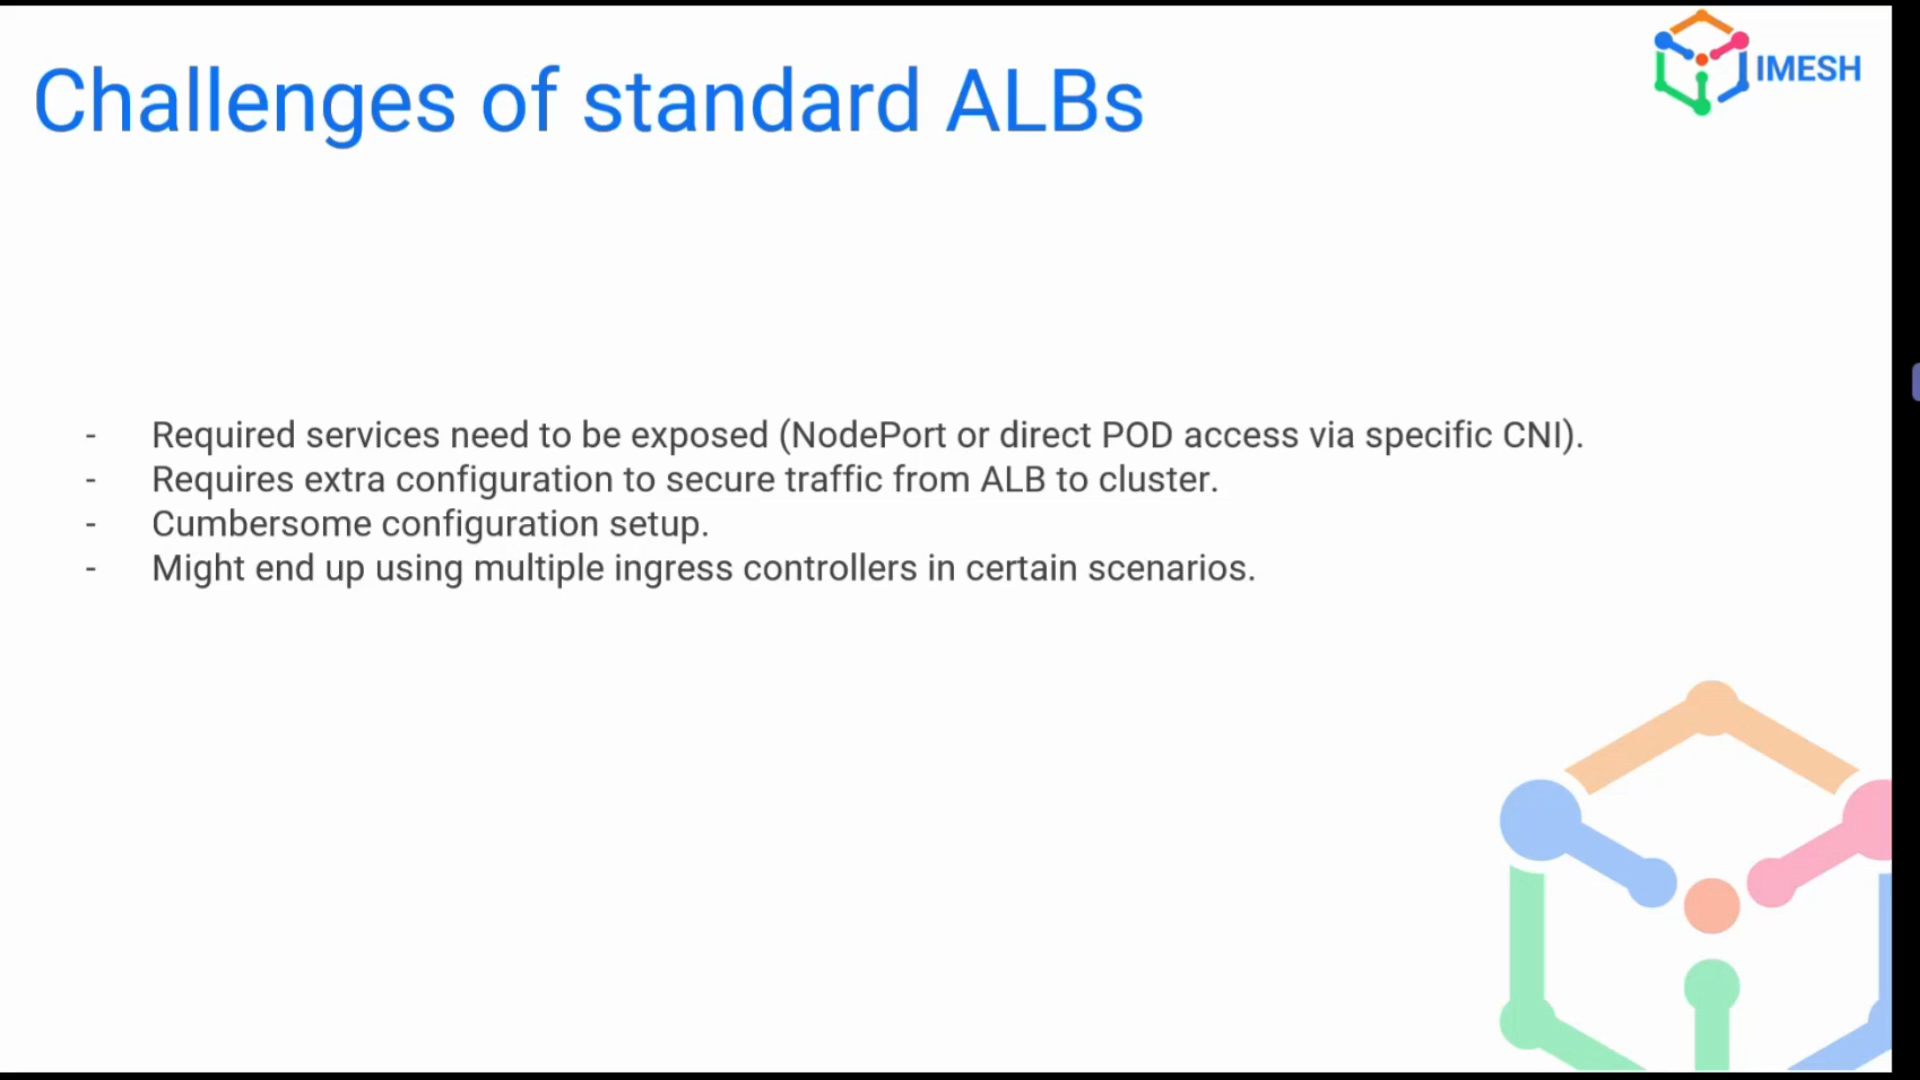 Challenges of standard ALBs
IMESH
- Required services need to be exposed (NodePort or direct POD access via specific CNI).
- Requires extra configuration to secure traffic from ALB to cluster.
- Cumbersome configuration setup.
- Might end up using multiple ingress controllers in certain scenarios.